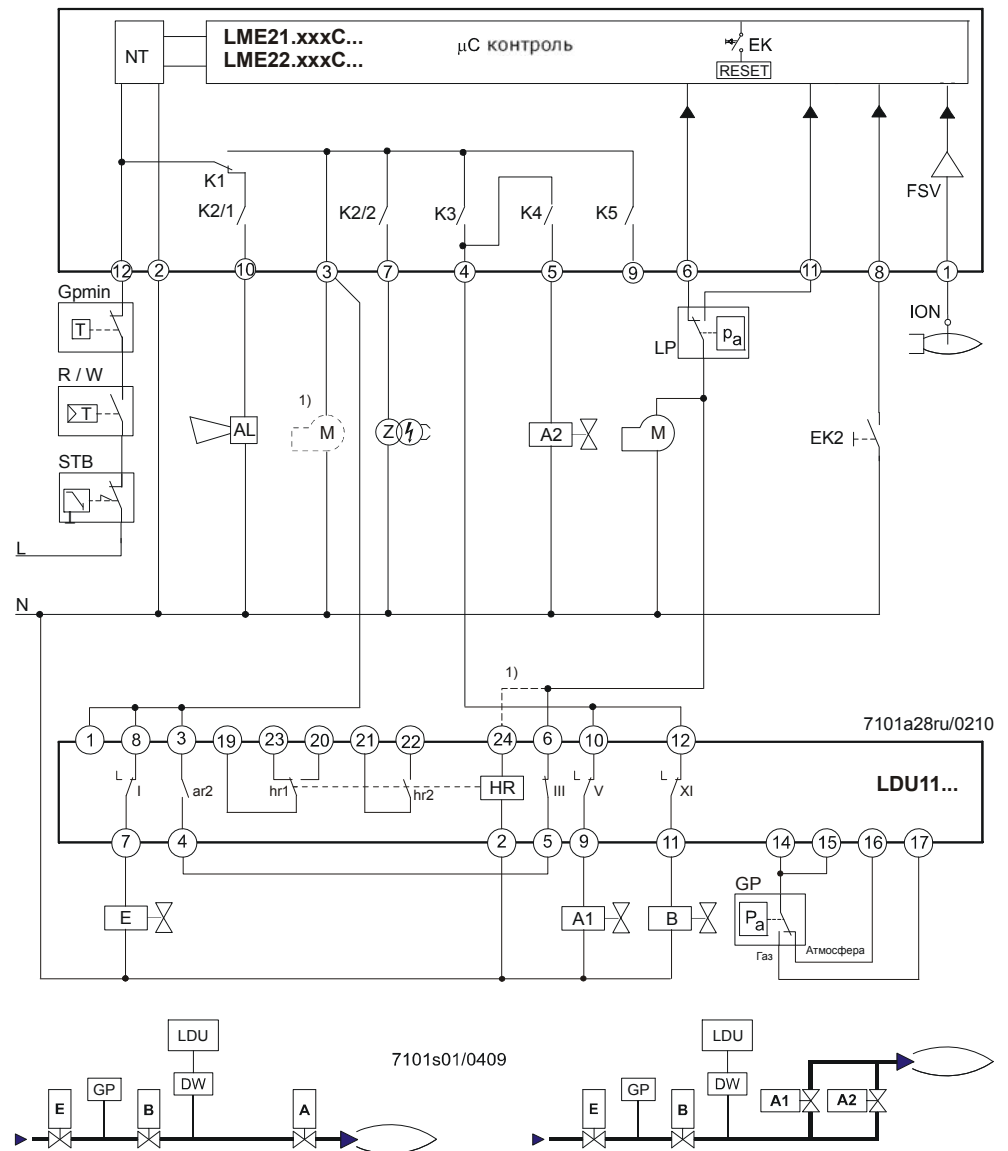 LME21.xxxC...
LME22.xxxC...
NT
µC контроль
EK
RESET
FSV
K1
K2/1
K2/2
K3
K4
K5
12 2 10 3 7 4 5 9 6 11 8 1
Gpmin
T
R / W
T
STB
L
N
AL
1)
M
Z
A2
LP
pa
M
EK2
ION
1)
7101a28ru/0210
1 8 3 19 23 20 21 22 24 6 10 12
I
ar2
hr1
hr2
HR
III
V
XI
LDU11...
7 4 2 5 9 11 14 15 16 17
E
A1
B
GP
Pa
Газ
Атмосфера
7101s01/0409
LDU
DW
E
GP
B
A
LDU
DW
E
GP
B
A1
A2